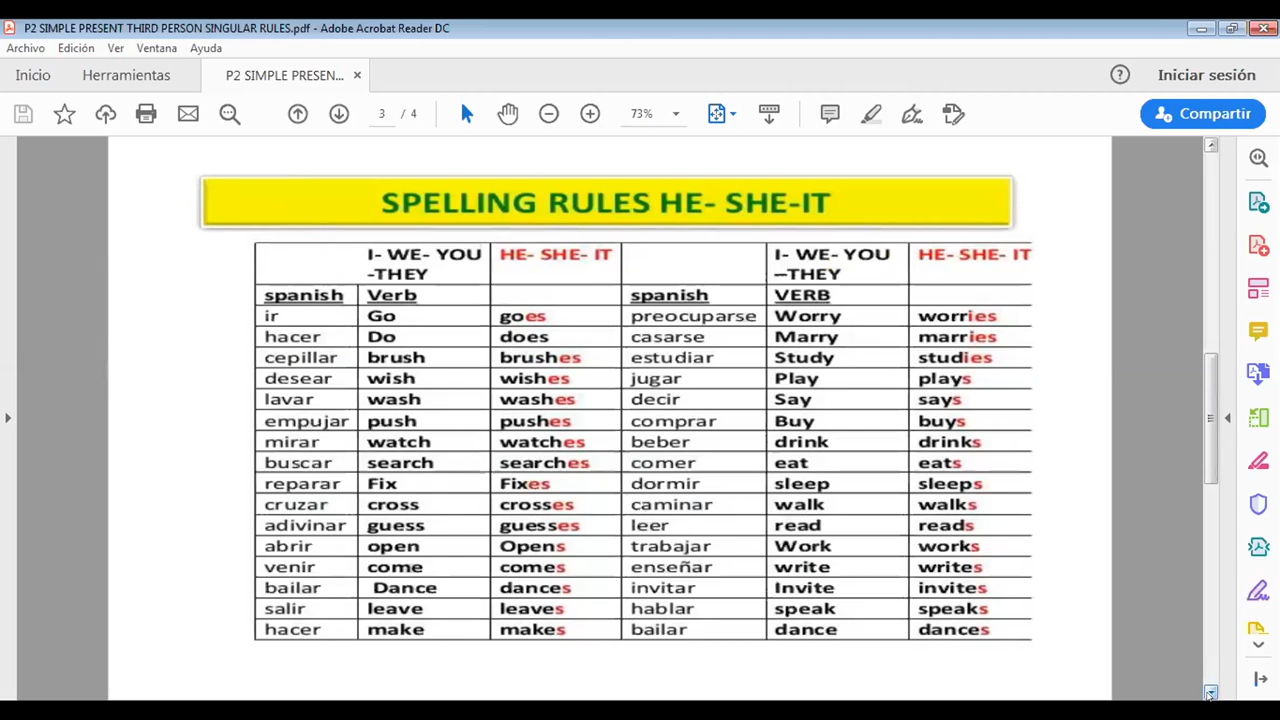 P2 SIMPLE PRESENT THIRD PERSON SINGULAR RULES.pdf - Adobe Acrobat Reader DC
Archivo Edición Ver Ventana Ayuda
Inicio Herramientas P2 SIMPLE PRESEN... × Iniciar sesión
3 / 4 73% Compartir
SPELLING RULES HE- SHE-IT
I- WE- YOU HE- SHE- IT I- WE- YOU HE- SHE- IT
-THEY –THEY
spanish Verb spanish VERB
ir Go goes preocuparse Worry worries
hacer Do does casarse Marry marries
cepillar brush brushes estudiar Study studies
desear wish wishes jugar Play plays
lavar wash washes decir Say says
empujar push pushes comprar Buy buys
mirar watch watches beber drink drinks
buscar search searches comer eat eats
reparar Fix Fixes dormir sleep sleeps
cruzar cross crosses caminar walk walks
adivinar guess guesses leer read reads
abrir open Opens trabajar Work works
venir come comes enseñar write writes
bailar Dance dances invitar Invite invites
salir leave leaves hablar speak speaks
hacer make makes bailar dance dances